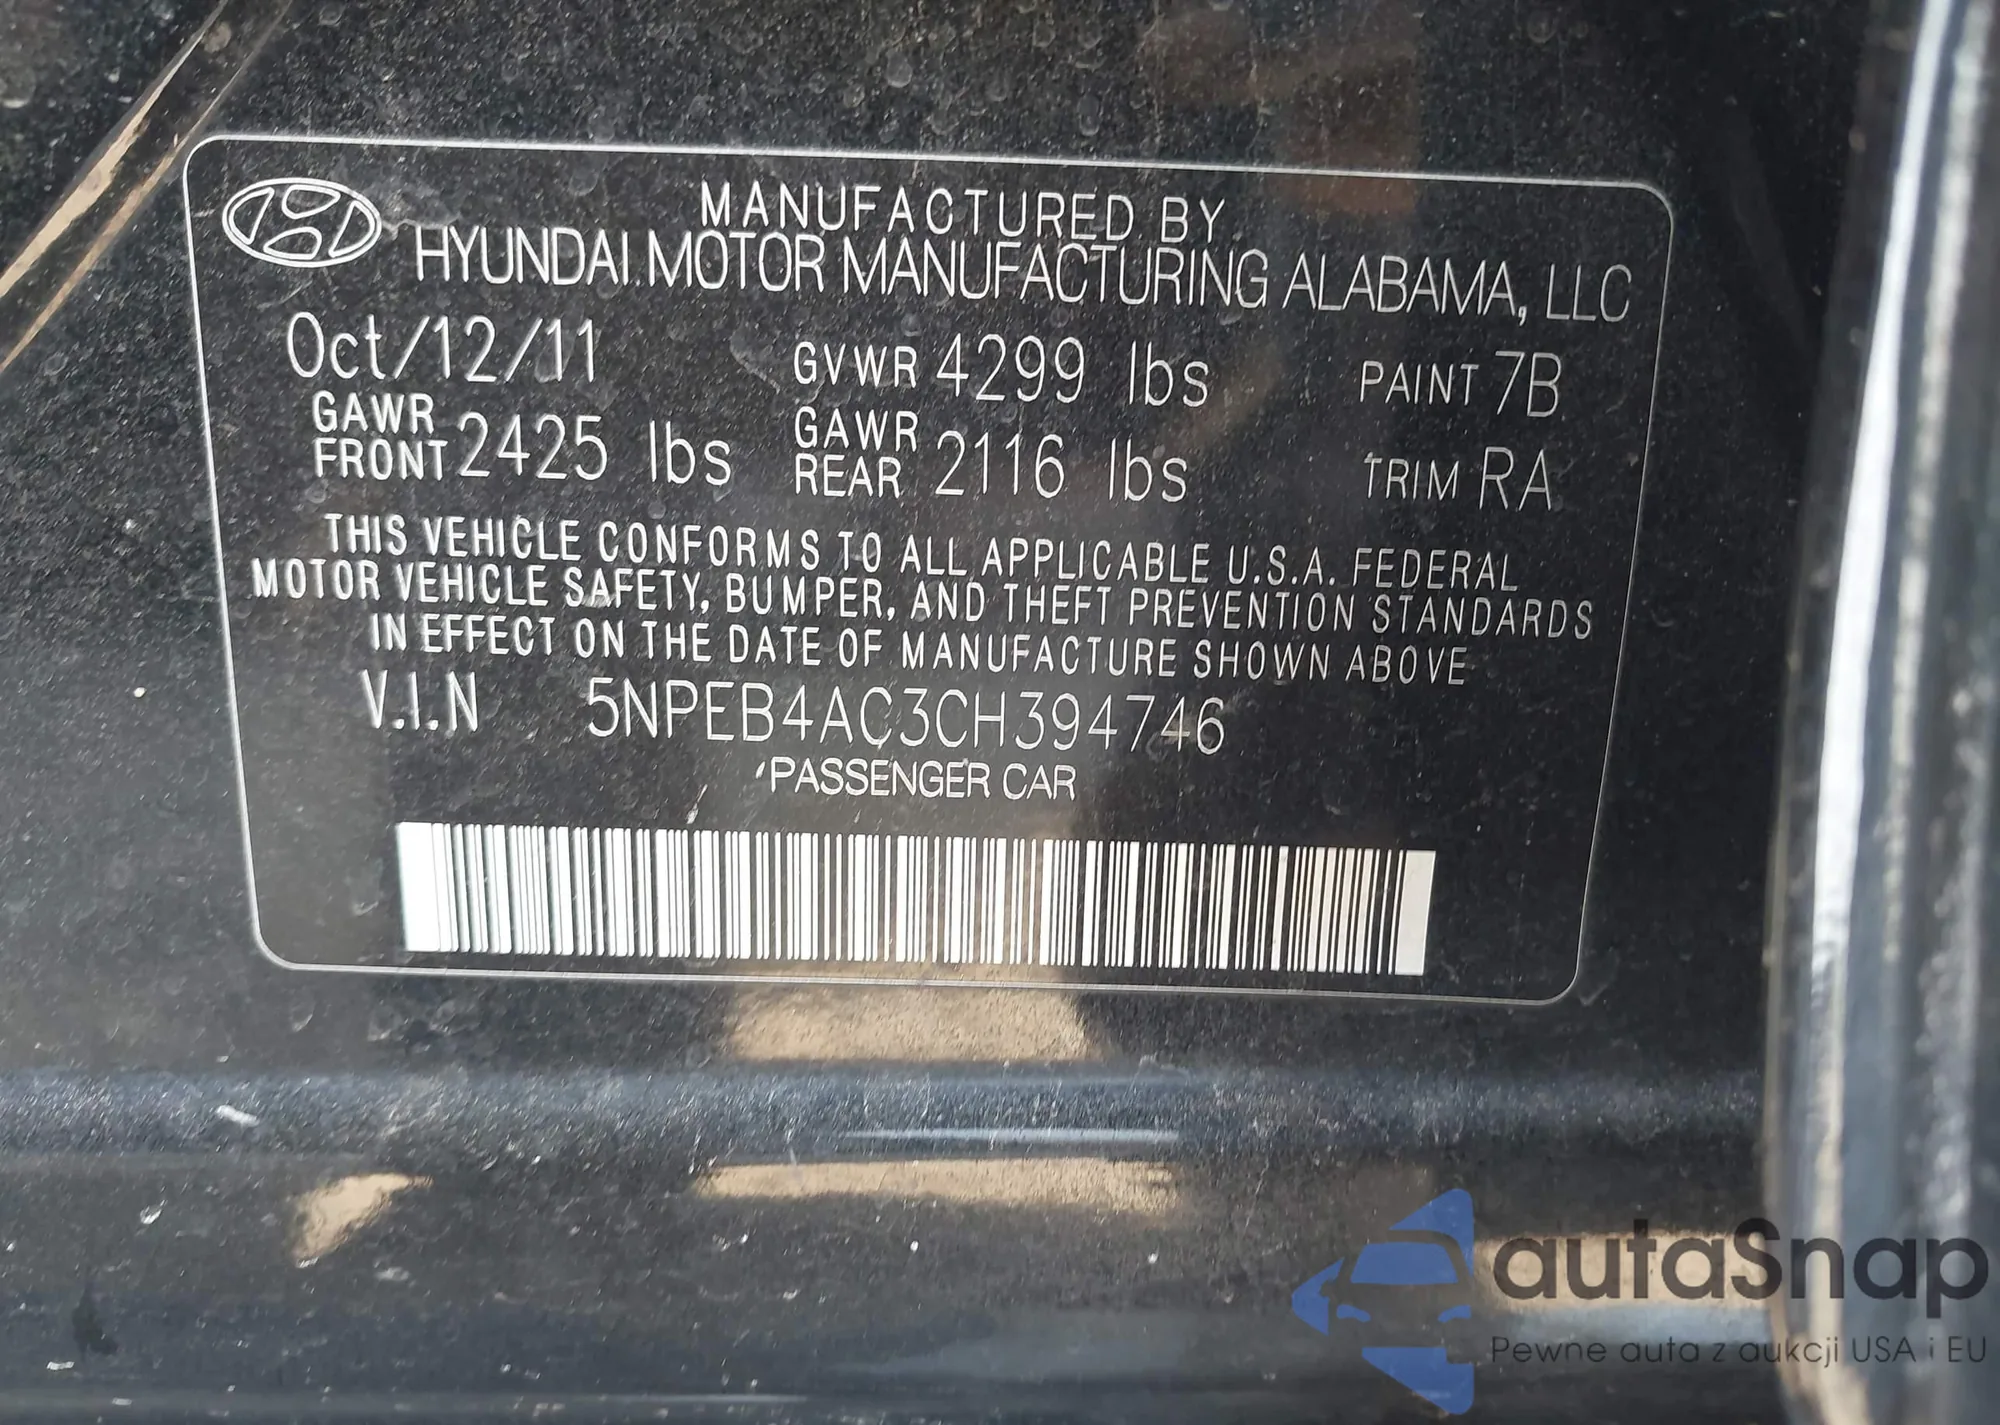 MANUFACTURED BY
HYUNDAI MOTOR MANUFACTURING ALABAMA, LLC
Oct/12/11 GVWR 4299 lbs PAINT 7B
GAWR FRONT 2425 lbs GAWR REAR 2116 lbs TRIM RA
THIS VEHICLE CONFORMS TO ALL APPLICABLE U.S.A. FEDERAL
MOTOR VEHICLE SAFETY, BUMPER, AND THEFT PREVENTION STANDARDS
IN EFFECT ON THE DATE OF MANUFACTURE SHOWN ABOVE
V.I.N 5NPEB4AC3CH394746
PASSENGER CAR
autaSnap
Pewne auta z aukcji USA i EU